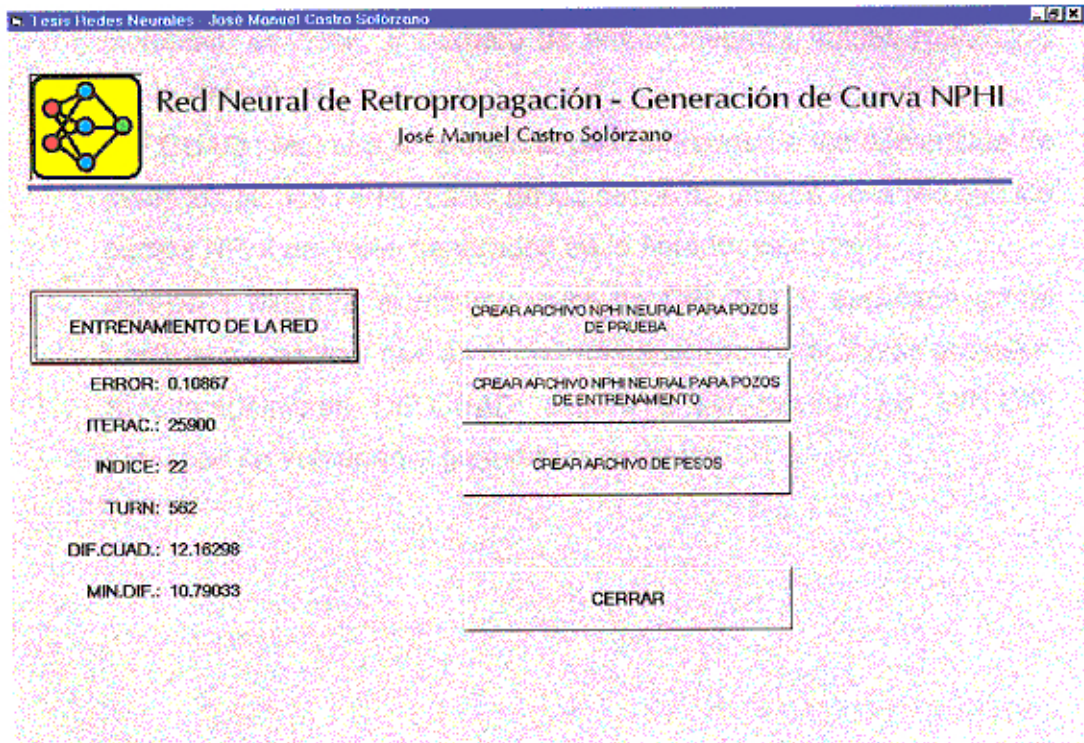 Tesis Redes Neurales - José Manuel Castro Solórzano
Red Neural de Retropropagación - Generación de Curva NPHI
José Manuel Castro Solórzano
ENTRENAMIENTO DE LA RED
ERROR: 0.10867
ITERAC.: 25900
INDICE: 22
TURN: 562
DIF.CUAD.: 12.16298
MIN.DIF.: 10.79033
CREAR ARCHIVO NPHI NEURAL PARA POZOS
DE PRUEBA
CREAR ARCHIVO NPHI NEURAL PARA POZOS
DE ENTRENAMIENTO
CREAR ARCHIVO DE PESOS
CERRAR